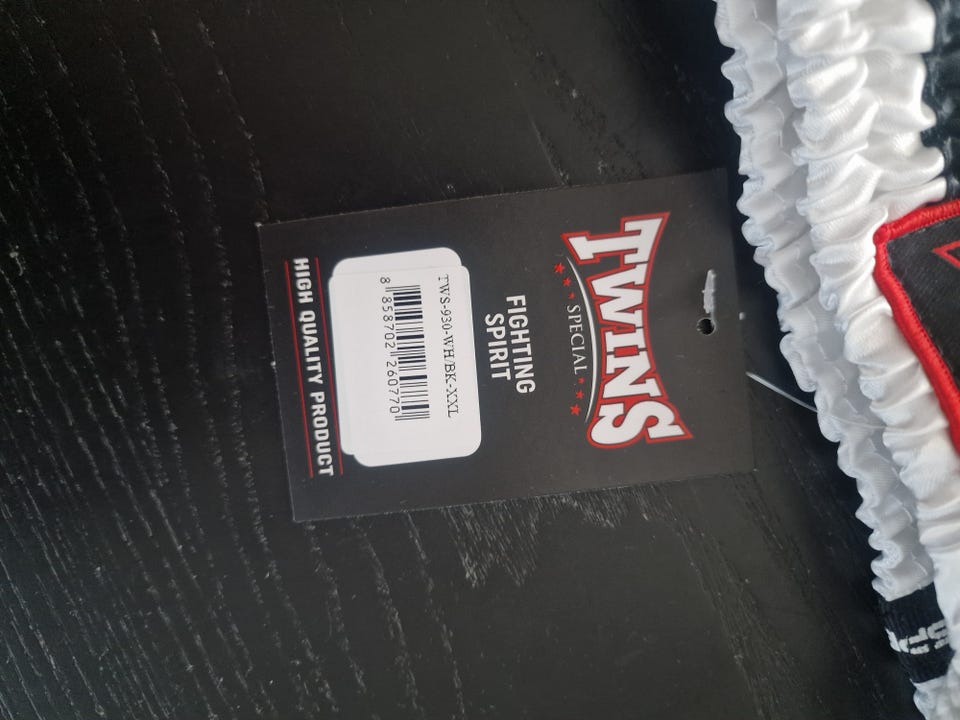 TWINS
SPECIAL
FIGHTING
SPIRIT
TWS-930-WH/BK-XXL
8 858702 260770
HIGH QUALITY PRODUCT